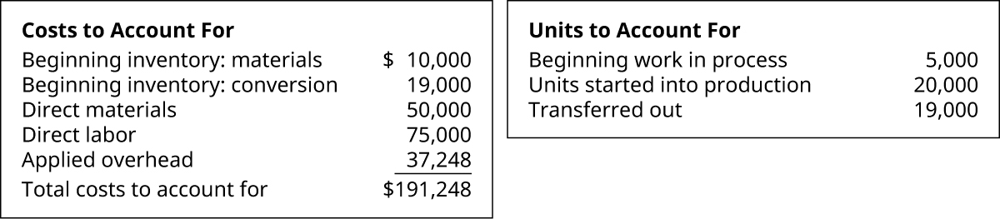 Costs to Account For
Beginning inventory: materials $ 10,000
Beginning inventory: conversion 19,000
Direct materials 50,000
Direct labor 75,000
Applied overhead 37,248
Total costs to account for $191,248
Units to Account For
Beginning work in process 5,000
Units started into production 20,000
Transferred out 19,000